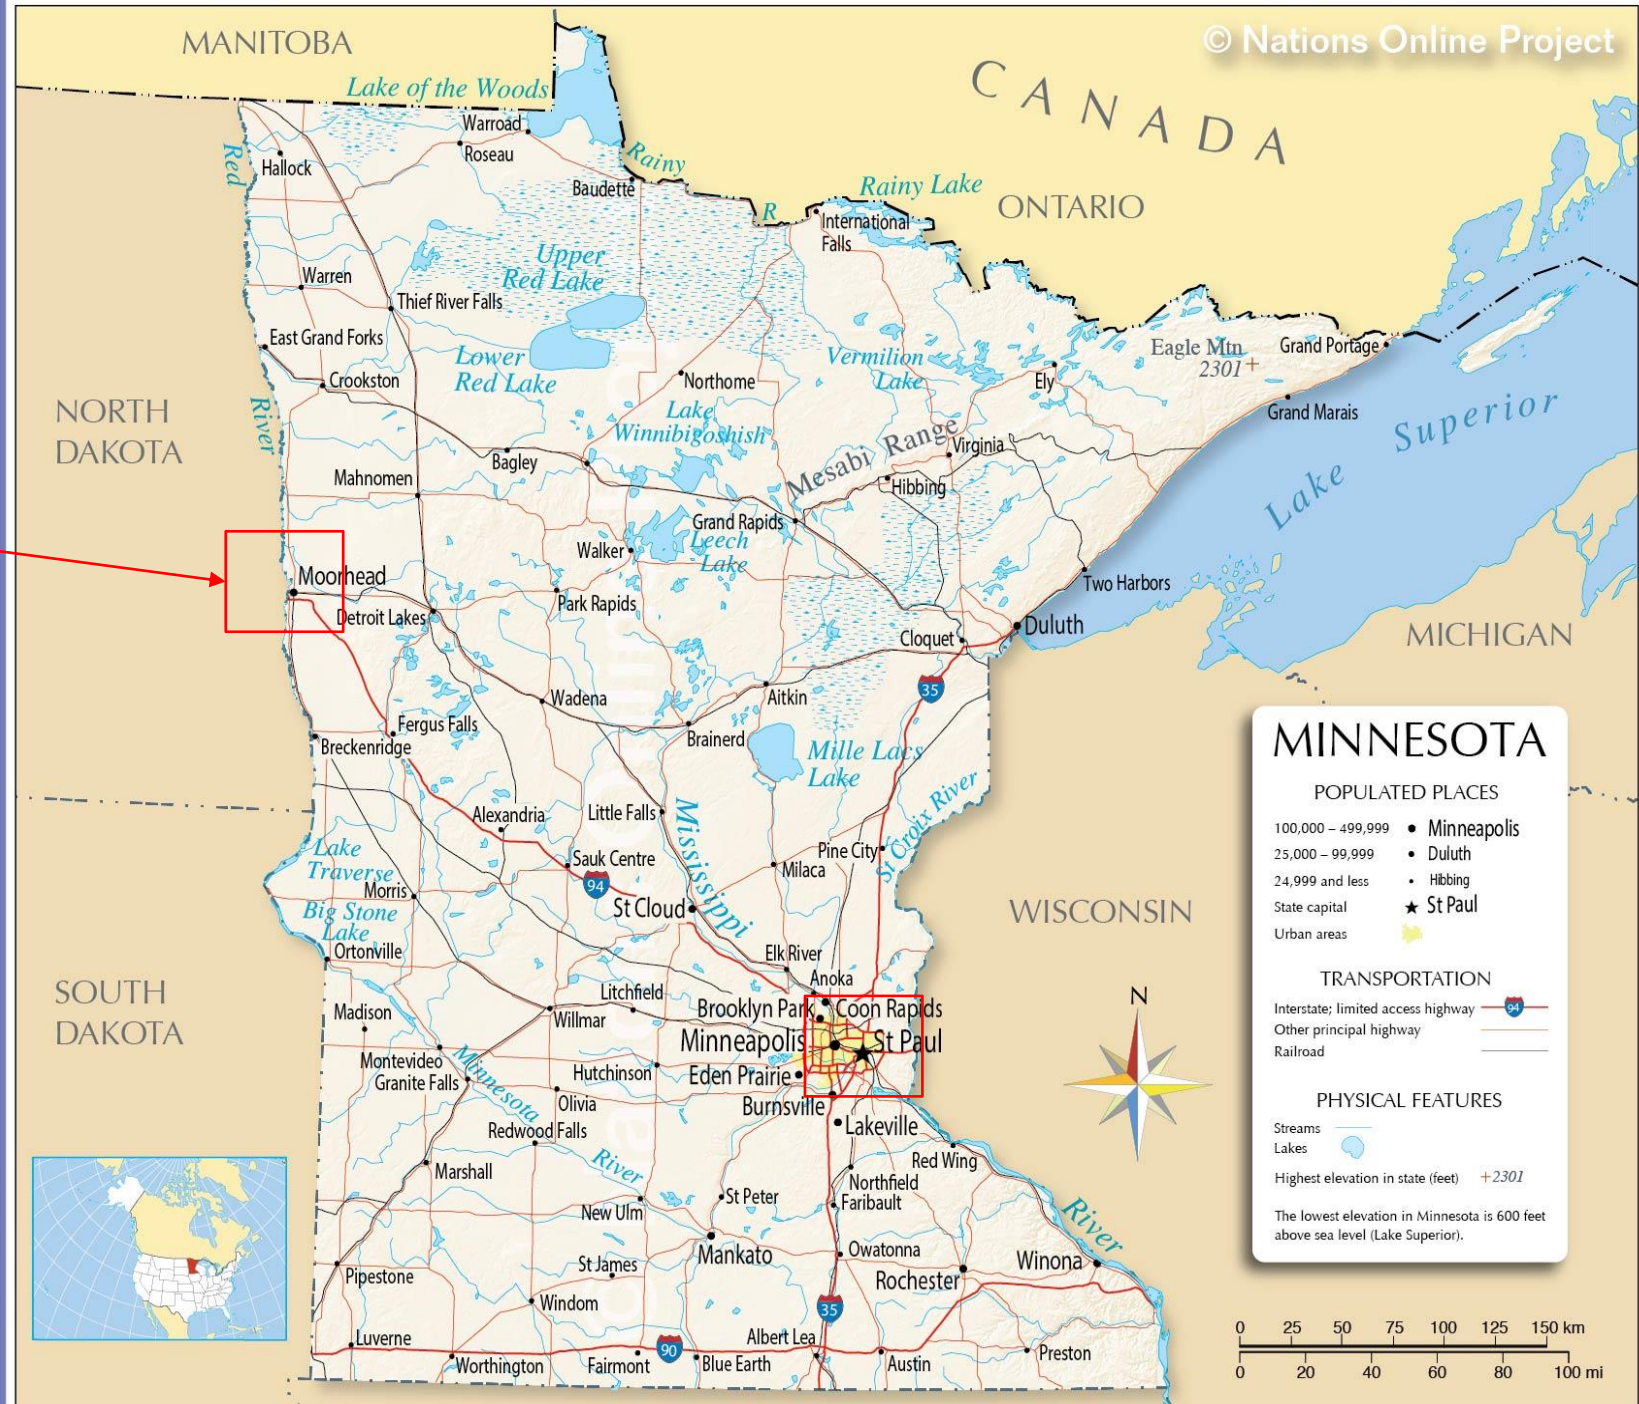 © Nations Online Project
MANITOBA
CANADA
Lake of the Woods
Warroad
Roseau
Hallock
Red
Rainy
Baudette
Rainy Lake
R.
ONTARIO
International
Falls
Upper
Red Lake
Warren
Thief River Falls
East Grand Forks
Lower
Red Lake
Vermilion
Lake
Eagle Mtn
2301
Grand Portage
Crookston
Northome
Ely
Grand Marais
NORTH
DAKOTA
River
Lake
Winnibigoshish
Lake Superior
Mesabi Range
Virginia
Bagley
Mahnomen
Hibbing
Grand Rapids
Walker
Leech
Lake
Moorhead
Two Harbors
Park Rapids
Detroit Lakes
Duluth
Cloquet
MICHIGAN
35
Wadena
Aitkin
Fergus Falls
Brainerd
Breckenridge
Mille Lacs
Lake
MINNESOTA
POPULATED PLACES
100,000 – 499,999 Minneapolis
25,000 – 99,999 Duluth
24,999 and less Hibbing
State capital St Paul
Urban areas
TRANSPORTATION
Interstate; limited access highway 94
Other principal highway
Railroad
PHYSICAL FEATURES
Streams
Lakes
Highest elevation in state (feet) +2301
The lowest elevation in Minnesota is 600 feet
above sea level (Lake Superior).
Alexandria
Little Falls
Mississippi
St Croix River
Lake
Traverse
Sauk Centre
Pine City
Milaca
94
Morris
Big Stone
Lake
St Cloud
WISCONSIN
Ortonville
Elk River
Anoka
SOUTH
DAKOTA
Madison
Litchfield
Brooklyn Park
Coon Rapids
N
Willmar
Minneapolis
St Paul
Montevideo
Minnesota
Granite Falls
Hutchinson
Eden Prairie
Olivia
Burnsville
Redwood Falls
Lakeville
River
Marshall
Red Wing
Northfield
St Peter
Faribault
New Ulm
River
Mankato
Owatonna
Winona
Pipestone
St James
Rochester
Windom
35
Luverne
Albert Lea
90
Worthington
Fairmont
Blue Earth
Austin
Preston
0 25 50 75 100 125 150 km
0 20 40 60 80 100 mi